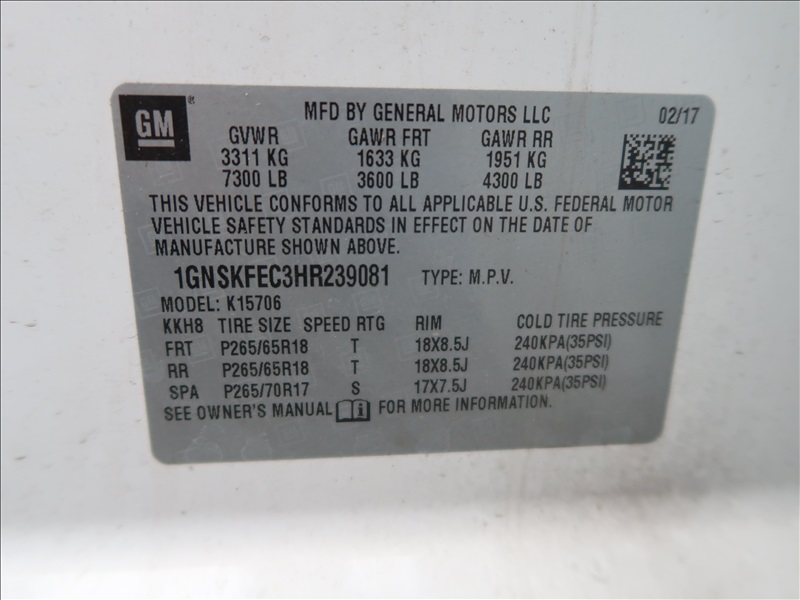 GM ®
MFD BY GENERAL MOTORS LLC 02/17
GVWR GAWR FRT GAWR RR
3311 KG 1633 KG 1951 KG
7300 LB 3600 LB 4300 LB
THIS VEHICLE CONFORMS TO ALL APPLICABLE U.S. FEDERAL MOTOR
VEHICLE SAFETY STANDARDS IN EFFECT ON THE DATE OF
MANUFACTURE SHOWN ABOVE.
1GNSKFEC3HR239081 TYPE: M.P.V.
MODEL: K15706
KKH8 TIRE SIZE SPEED RTG RIM COLD TIRE PRESSURE
FRT P265/65R18 T 18X8.5J 240KPA(35PSI)
RR P265/65R18 T 18X8.5J 240KPA(35PSI)
SPA P265/70R17 S 17X7.5J 240KPA(35PSI)
SEE OWNER'S MANUAL FOR MORE INFORMATION.